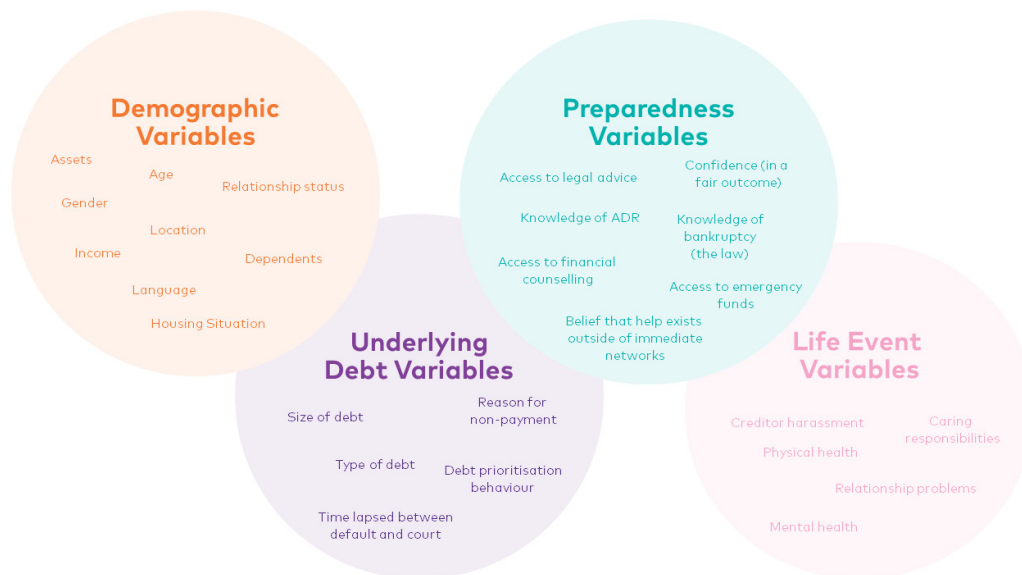 Demographic
Variables
Assets
Age
Relationship status
Gender
Location
Income
Dependents
Language
Housing Situation
Preparedness
Variables
Access to legal advice
Confidence (in a
fair outcome)
Knowledge of ADR
Knowledge of
bankruptcy
(the law)
Access to financial
counselling
Access to emergency
funds
Belief that help exists
outside of immediate
networks
Underlying
Debt Variables
Size of debt
Reason for
non-payment
Type of debt
Debt prioritisation
behaviour
Time lapsed between
default and court
Life Event
Variables
Creditor harassment
Caring
responsibilities
Physical health
Relationship problems
Mental health